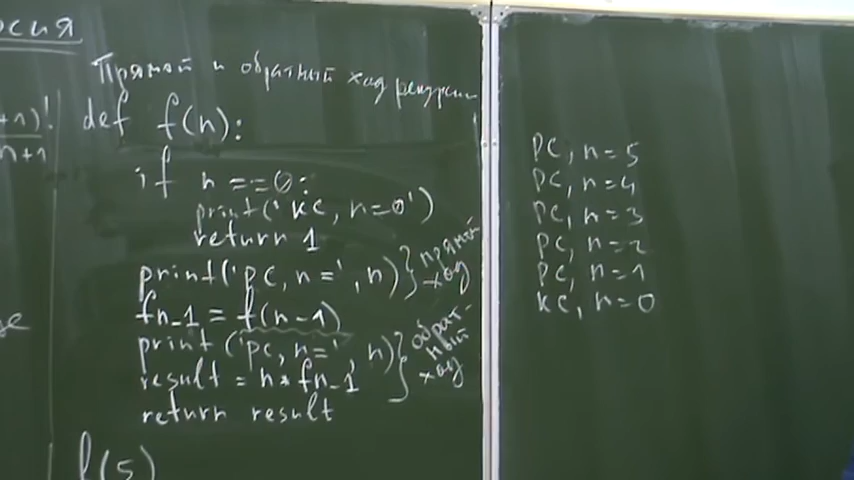 рсия
Прямой и обратный ход рекурсии
+1)!
n+1
def f(n):
if n==0:
print('кс, n=0')
return 1
print('рс, n=', n) } прямой ход
fn_1 = f(n-1)
print('рс, n=', n) } обратный ход
result = n*fn_1
return result
f(5)
рс, n=5
рс, n=4
рс, n=3
рс, n=2
рс, n=1
кс, n=0